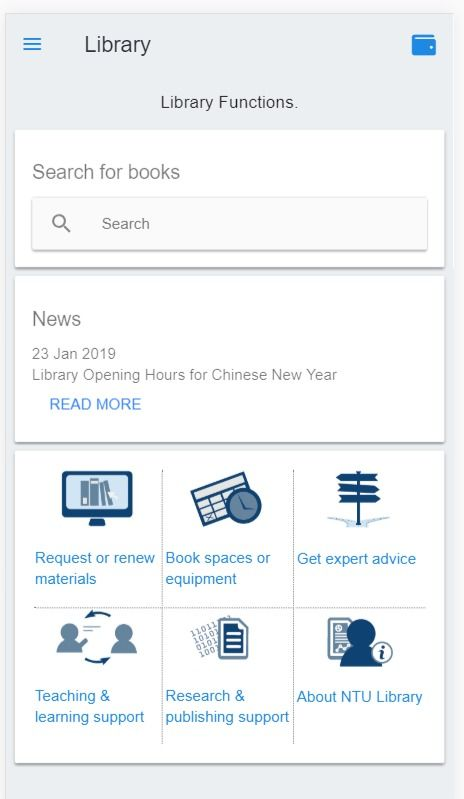 Library
Library Functions.
Search for books
Search
News
23 Jan 2019
Library Opening Hours for Chinese New Year
READ MORE
Request or renew
materials
Book spaces or
equipment
Get expert advice
Teaching &
learning support
Research &
publishing support
About NTU Library